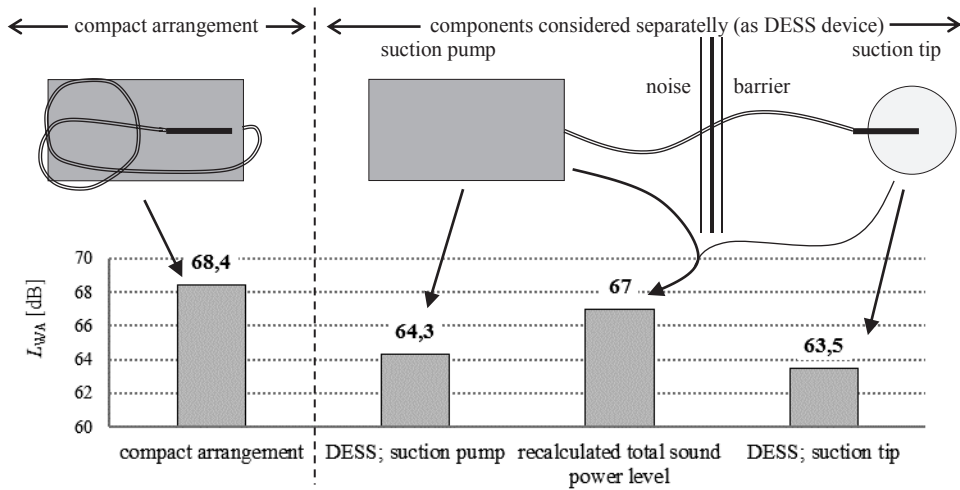 compact arrangement
components considered separatelly (as DESS device)
suction pump
suction tip
noise barrier
70
68
66
64
62
60
L_WA [dB]
68,4
64,3
67
63,5
compact arrangement
DESS; suction pump
recalculated total sound
power level
DESS; suction tip